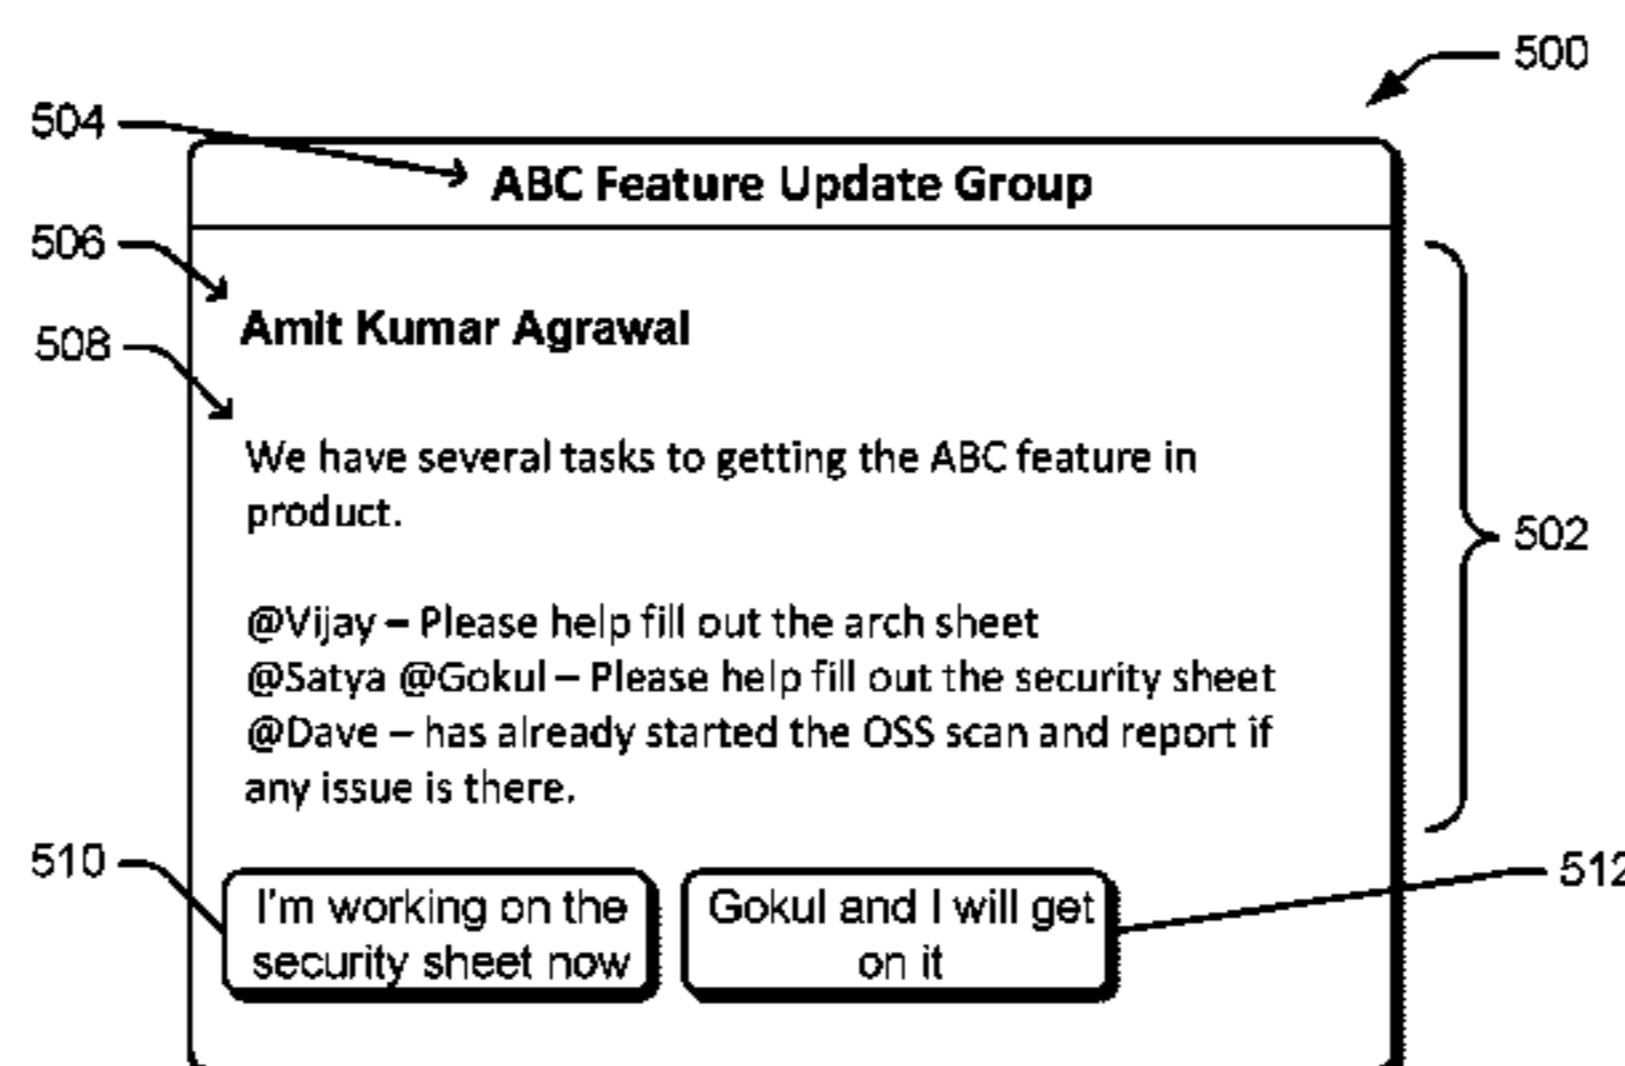 500
504
ABC Feature Update Group
506
Amit Kumar Agrawal
508
We have several tasks to getting the ABC feature in
product.
502
@Vijay – Please help fill out the arch sheet
@Satya @Gokul – Please help fill out the security sheet
@Dave – has already started the OSS scan and report if
any issue is there.
510
I'm working on the
security sheet now
Gokul and I will get
on it
512